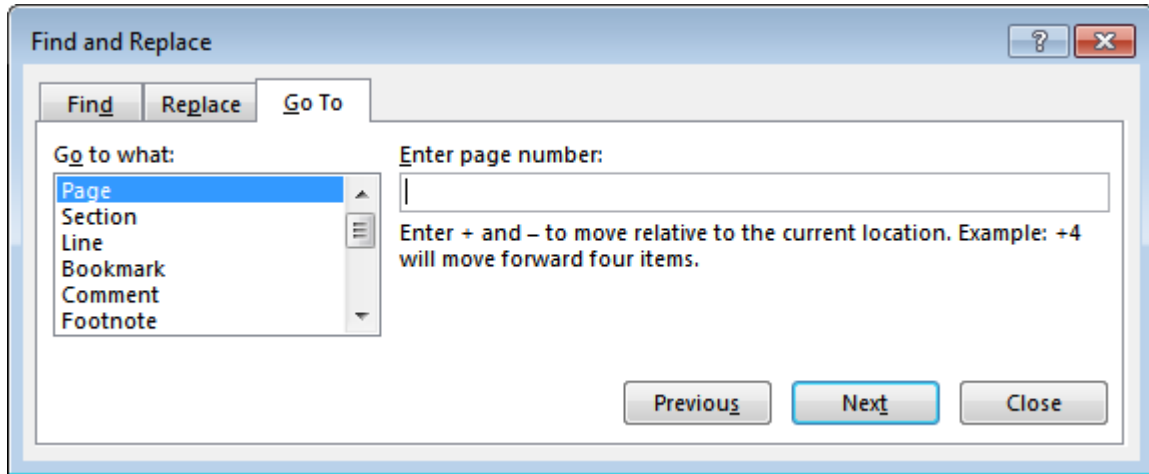 Find and Replace
Find
Replace
Go To
Go to what:
Page
Section
Line
Bookmark
Comment
Footnote
Enter page number:
Enter + and – to move relative to the current location. Example: +4
will move forward four items.
Previous
Next
Close